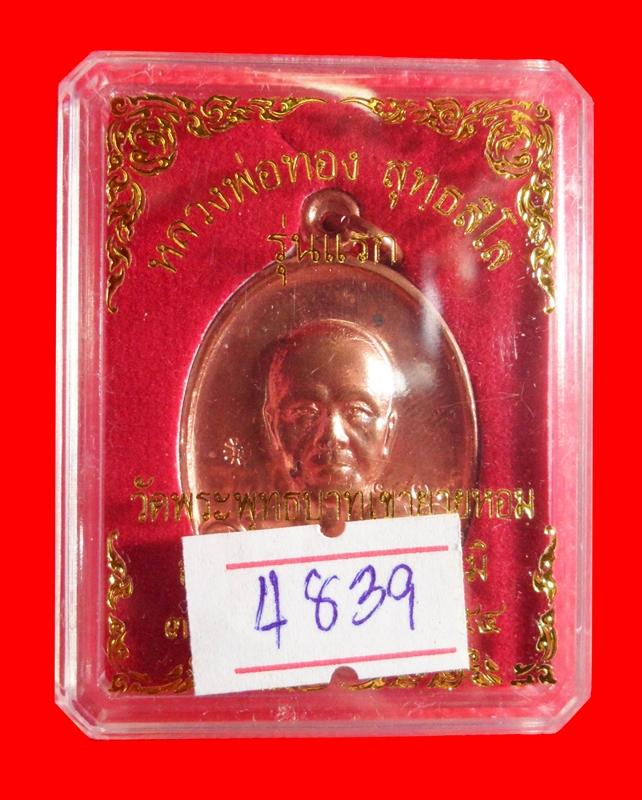 หลวงพ่อทอง สุทฺธสีโล
รุ่นแรก
วัดพระพุทธบาทเขายายหอม
4839